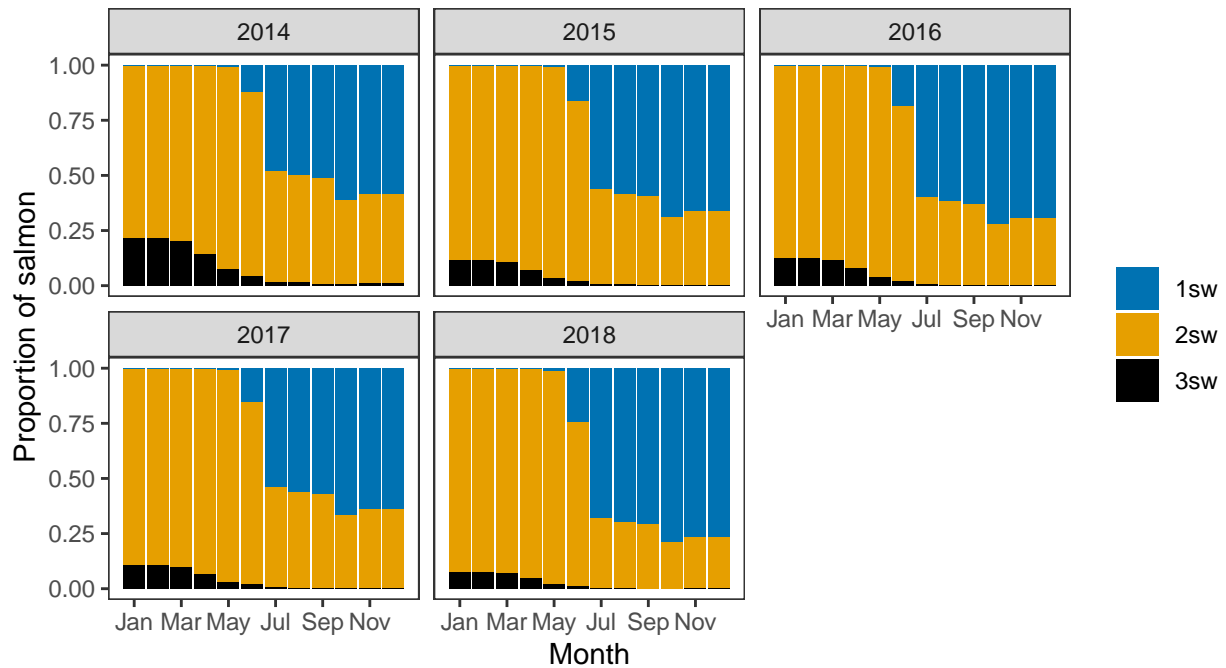 2014 2015 2016
1.00
0.75
0.50
0.25
0.00
Jan Mar May Jul Sep Nov
2017 2018
1.00
0.75
0.50
0.25
0.00
Jan Mar May Jul Sep Nov Jan Mar May Jul Sep Nov
Month
Proportion of salmon
1sw
2sw
3sw